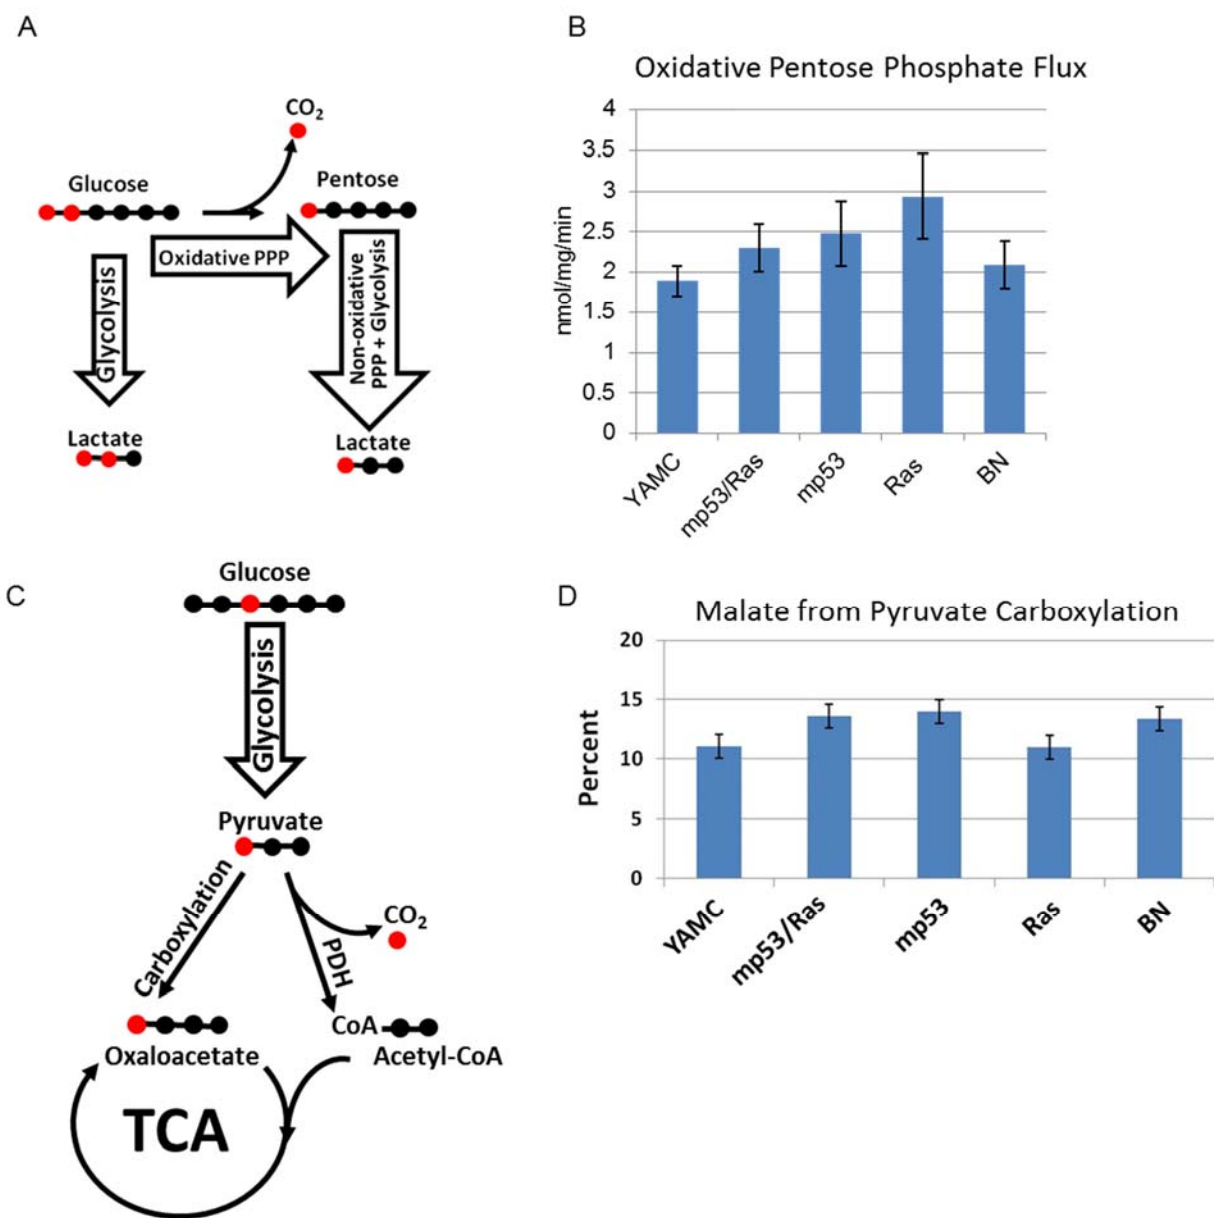 A
CO₂
Glucose
Pentose
Oxidative PPP
Glycolysis
Non-oxidative
PPP + Glycolysis
Lactate
Lactate
B
Oxidative Pentose Phosphate Flux
nmol/mg/min
4
3.5
3
2.5
2
1.5
1
0.5
0
YAMC
mp53/Ras
mp53
Ras
BN
C
Glucose
Glycolysis
Pyruvate
Carboxylation
PDH
CO₂
CoA
Oxaloacetate
Acetyl-CoA
TCA
D
Malate from Pyruvate Carboxylation
Percent
20
15
10
5
0
YAMC
mp53/Ras
mp53
Ras
BN